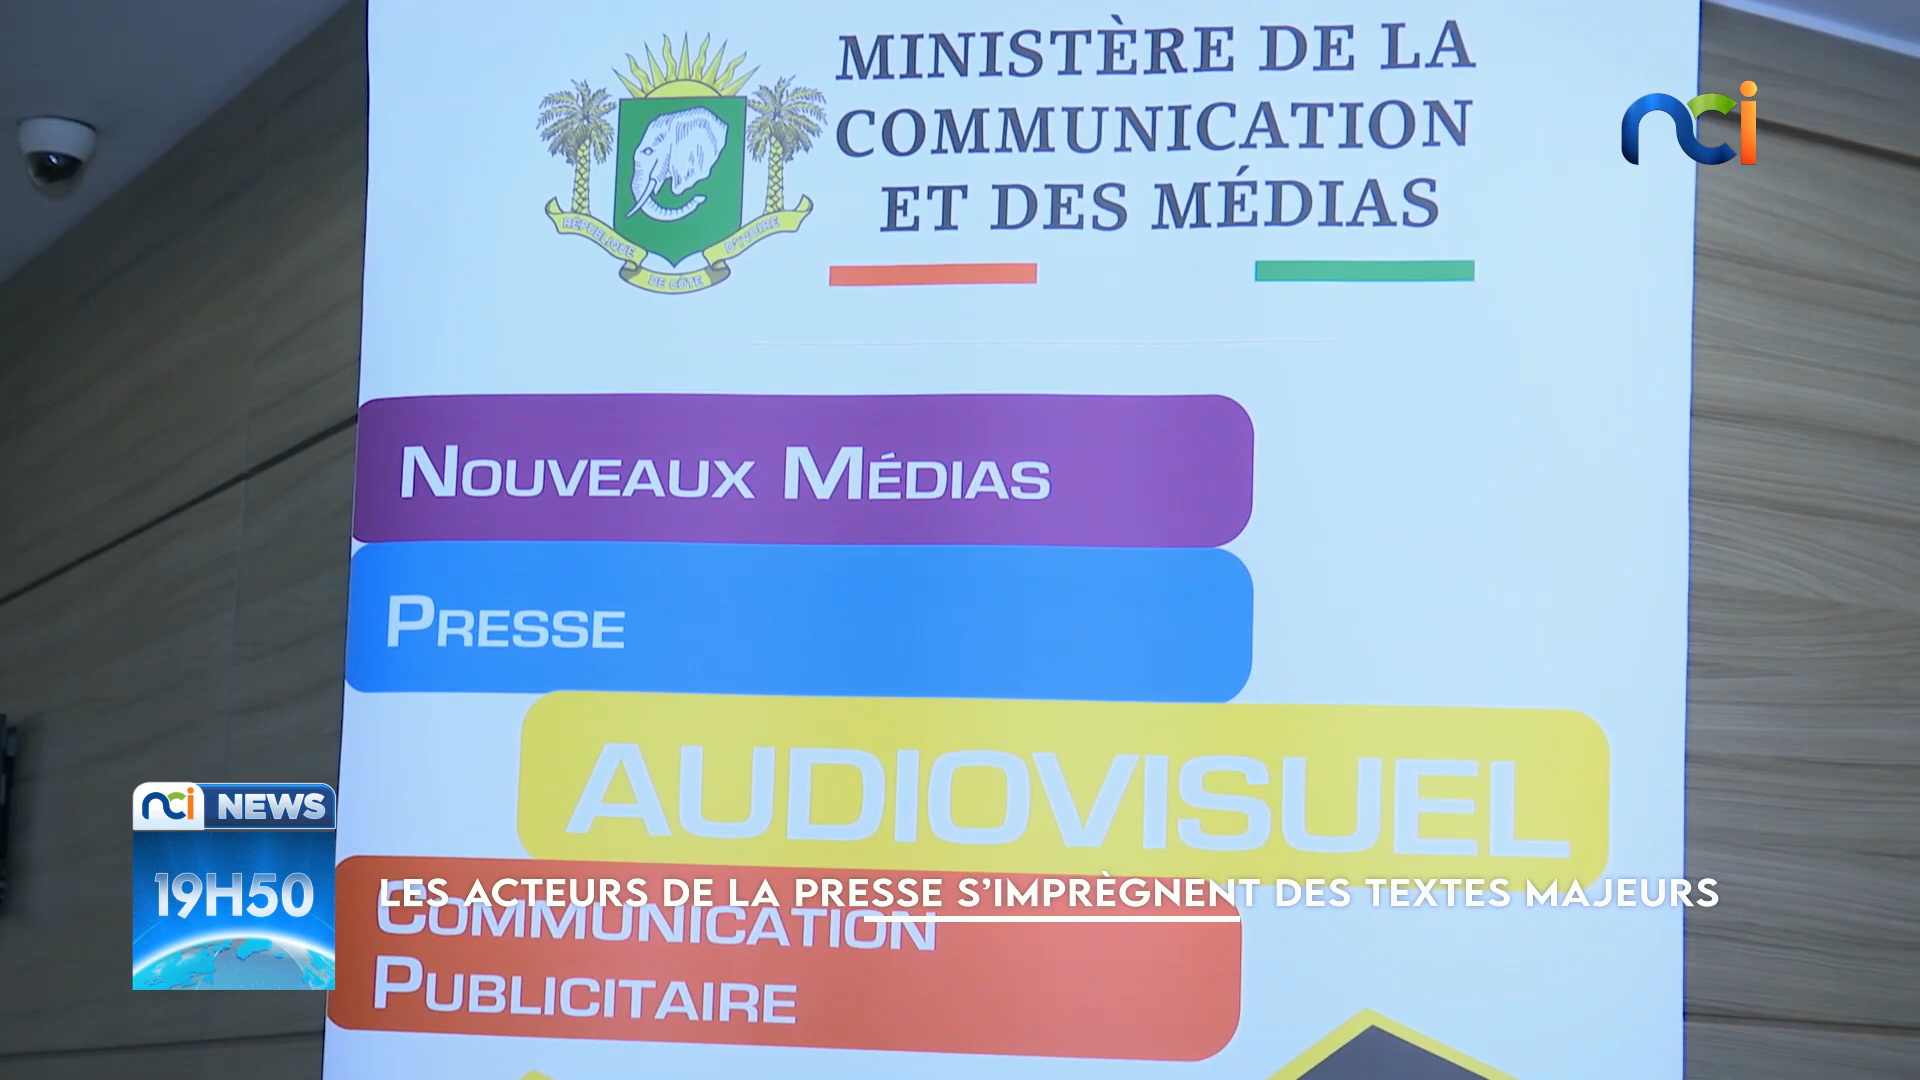 MINISTÈRE DE LA
COMMUNICATION
ET DES MÉDIAS
RÉPUBLIQUE
DE CÔTE
D'IVOIRE
nci
NOUVEAUX MÉDIAS
PRESSE
AUDIOVISUEL
COMMUNICATION
PUBLICITAIRE
nci NEWS
19H50
LES ACTEURS DE LA PRESSE S'IMPRÈGNENT DES TEXTES MAJEURS